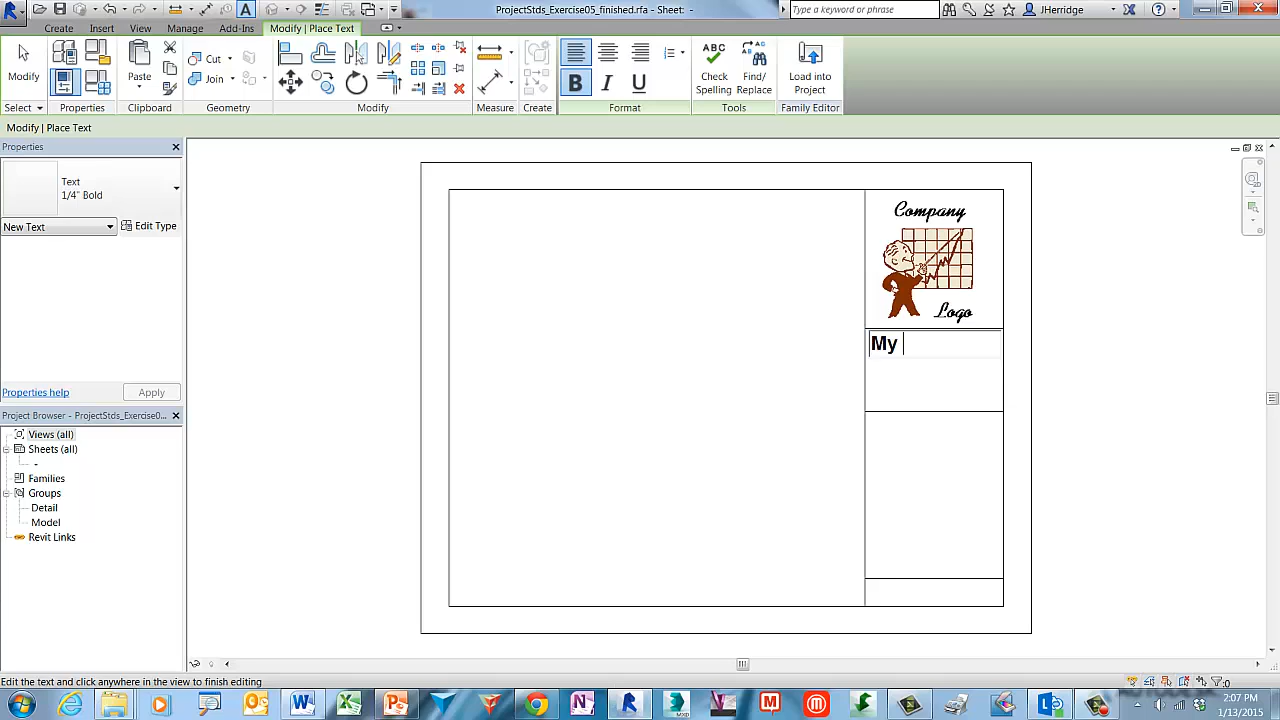 ProjectStds_Exercise05_finished.rfa - Sheet: -
Type a keyword or phrase
JHerridge
Create
Insert
View
Manage
Add-Ins
Modify | Place Text
Modify
Paste
Cut
Join
ABC
Check Spelling
Find/ Replace
Load into Project
Select
Properties
Clipboard
Geometry
Modify
Measure
Create
Format
Tools
Family Editor
Modify | Place Text
Properties
Text
1/4" Bold
New Text
Edit Type
Properties help
Apply
Project Browser - ProjectStds_Exercise0...
Views (all)
Sheets (all)
-
Families
Groups
Detail
Model
Revit Links
Company
Logo
My
Edit the text and click anywhere in the view to finish editing
:0
2:07 PM
1/13/2015